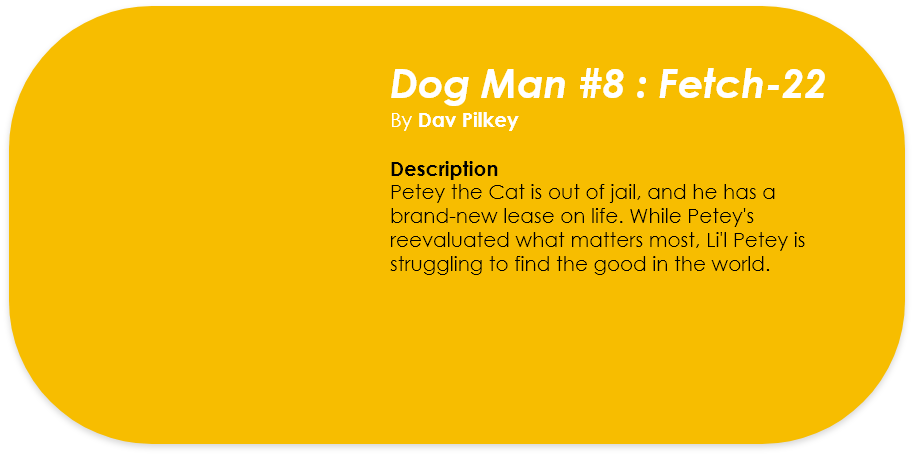 Dog Man #8 : Fetch-22
By Dav Pilkey
Description
Petey the Cat is out of jail, and he has a
brand-new lease on life. While Petey's
reevaluated what matters most, Li'l Petey is
struggling to find the good in the world.